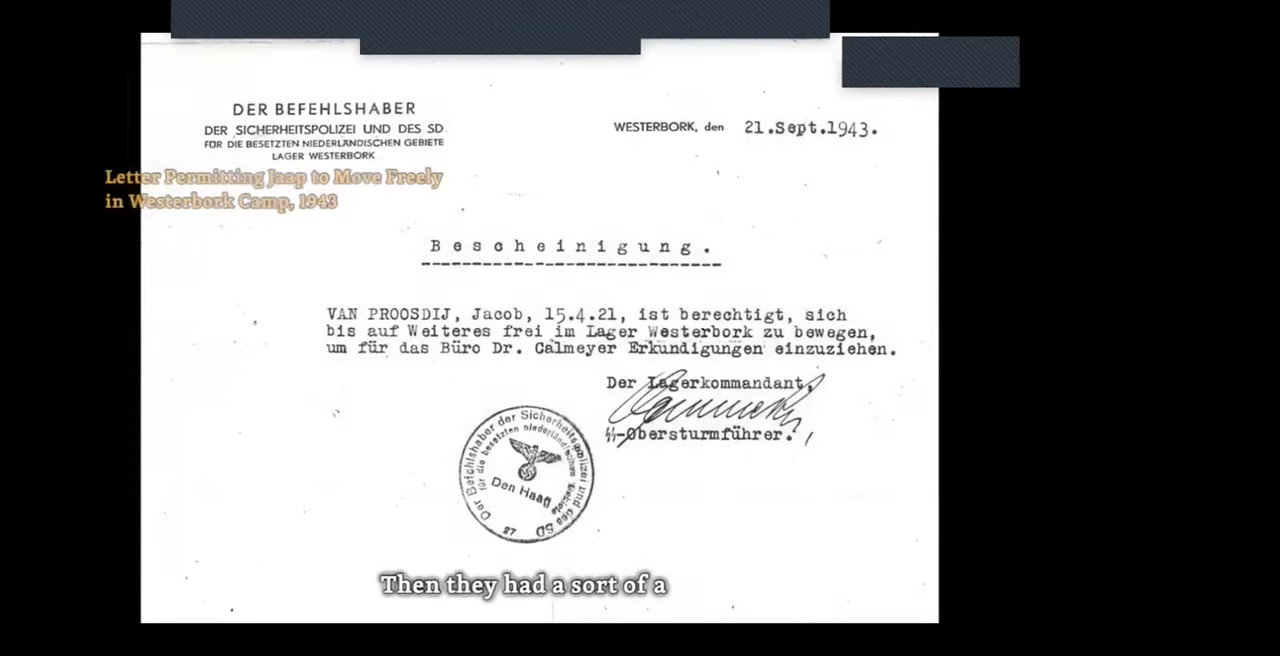 DER BEFEHLSHABER
DER SICHERHEITSPOLIZEI UND DES SD
FÜR DIE BESETZTEN NIEDERLÄNDISCHEN GEBIETE
LAGER WESTERBORK
WESTERBORK, den 21.Sept.1943.
Letter Permitting Jaap to Move Freely
in Westerbork Camp, 1943
Bescheinigung.
VAN PROOSDIJ, Jacob, 15.4.21, ist berechtigt, sich
bis auf Weiteres frei im Lager Westerbork zu bewegen,
um für das Büro Dr. Calmeyer Erkundigungen einzuziehen.
Der Lagerkommandant,
SS-Obersturmführer.
Der Befehlshaber der Sicherheitspolizei und des SD
für die besetzten niederländischen Gebiete
Den Haag
27
Then they had a sort of a